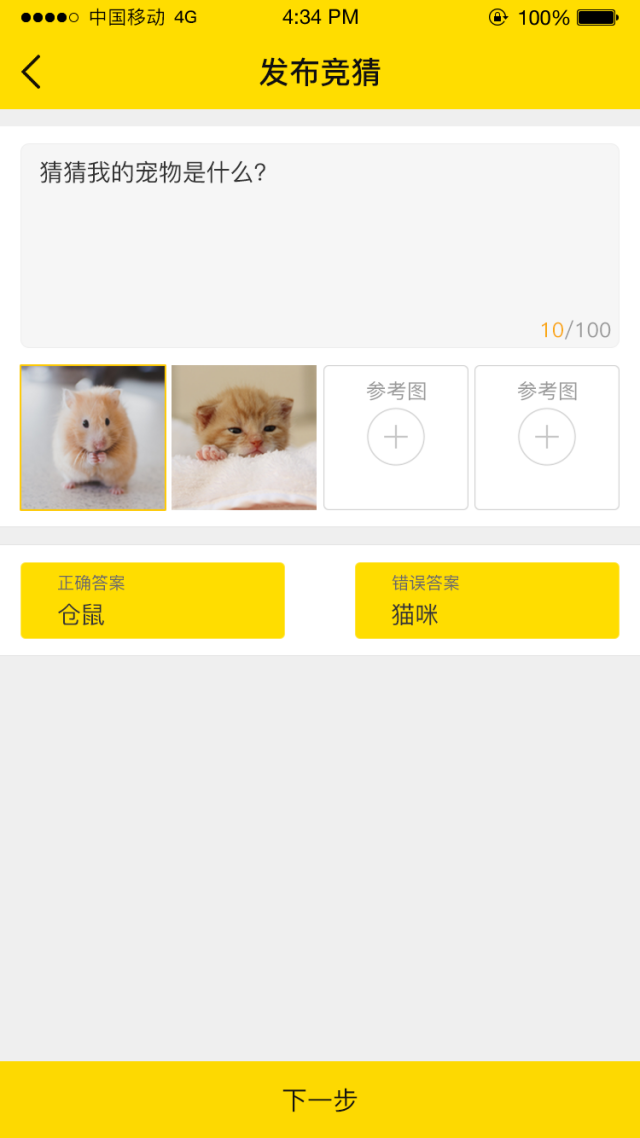 中国移动 4G 4:34 PM 100%
发布竞猜
猜猜我的宠物是什么?
10/100
参考图 参考图
正确答案 错误答案
仓鼠 猫咪
下一步